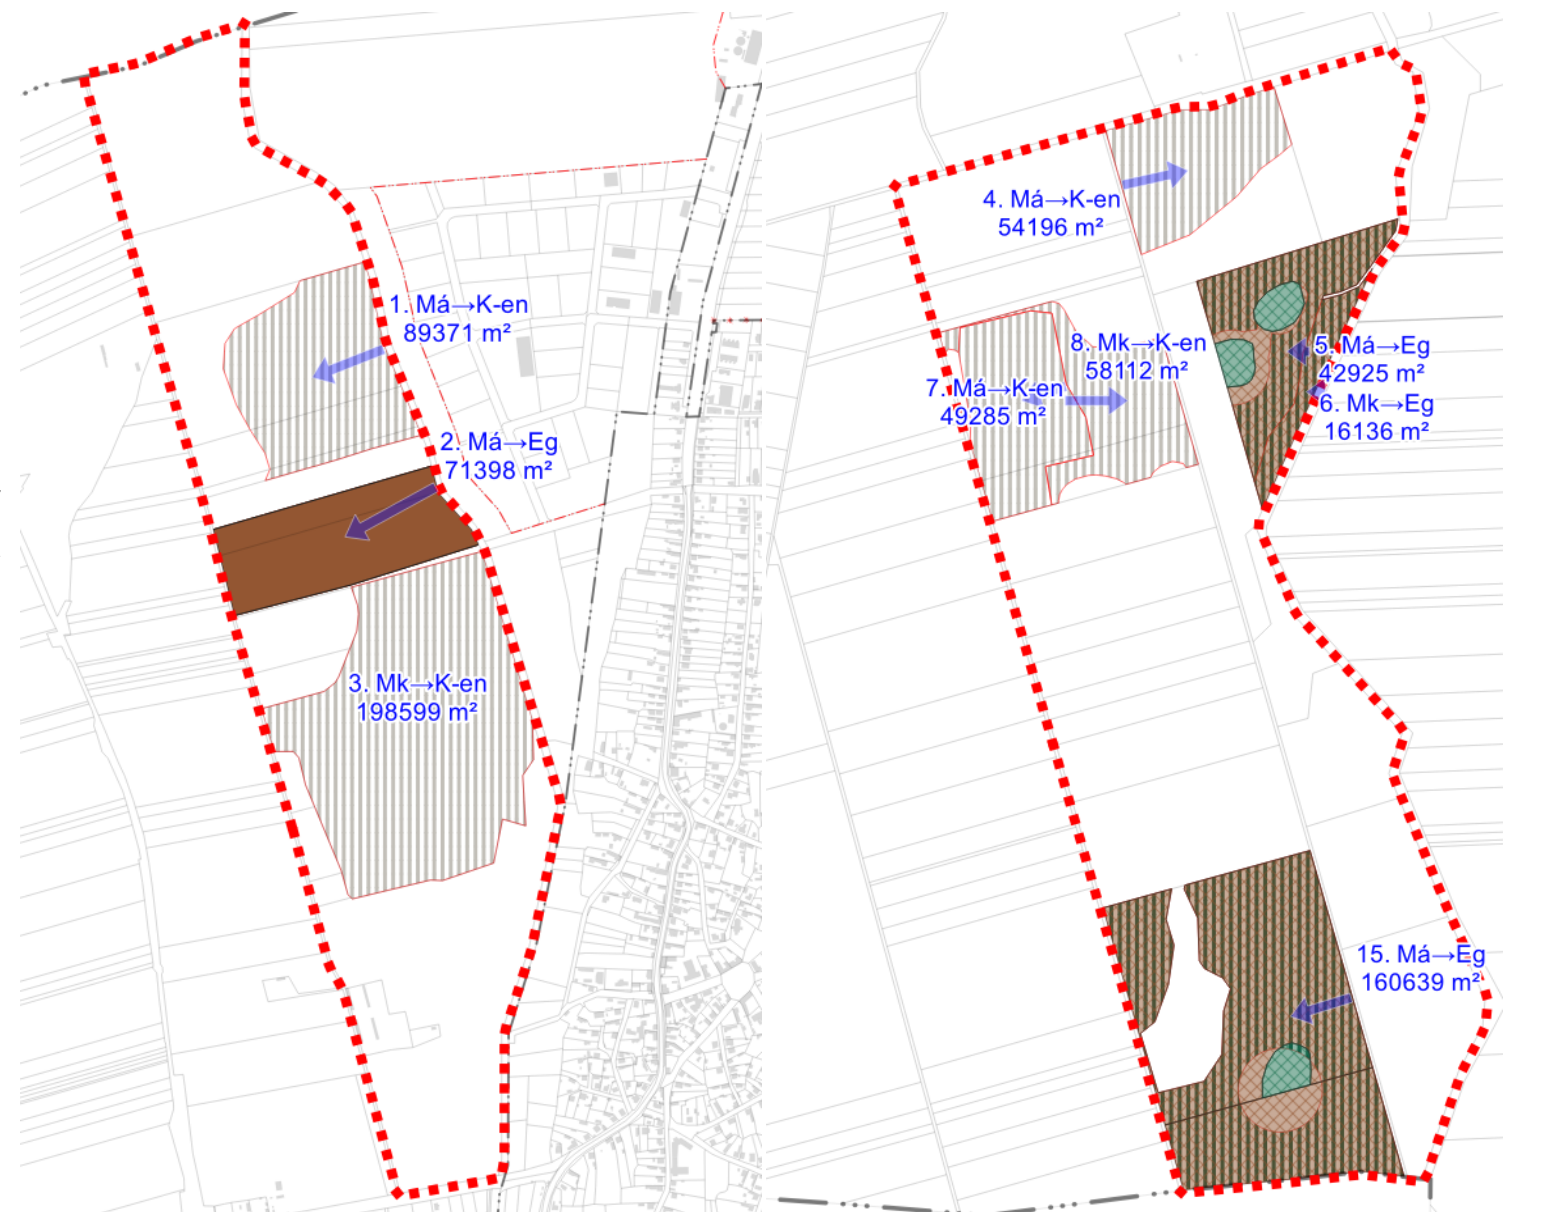 1. Má→K-en
89371 m²
2. Má→Eg
71398 m²
3. Mk→K-en
198599 m²
4. Má→K-en
54196 m²
5. Má→Eg
42925 m²
6. Mk→Eg
16136 m²
8. Mk→K-en
58112 m²
7. Má→K-en
49285 m²
15. Má→Eg
160639 m²